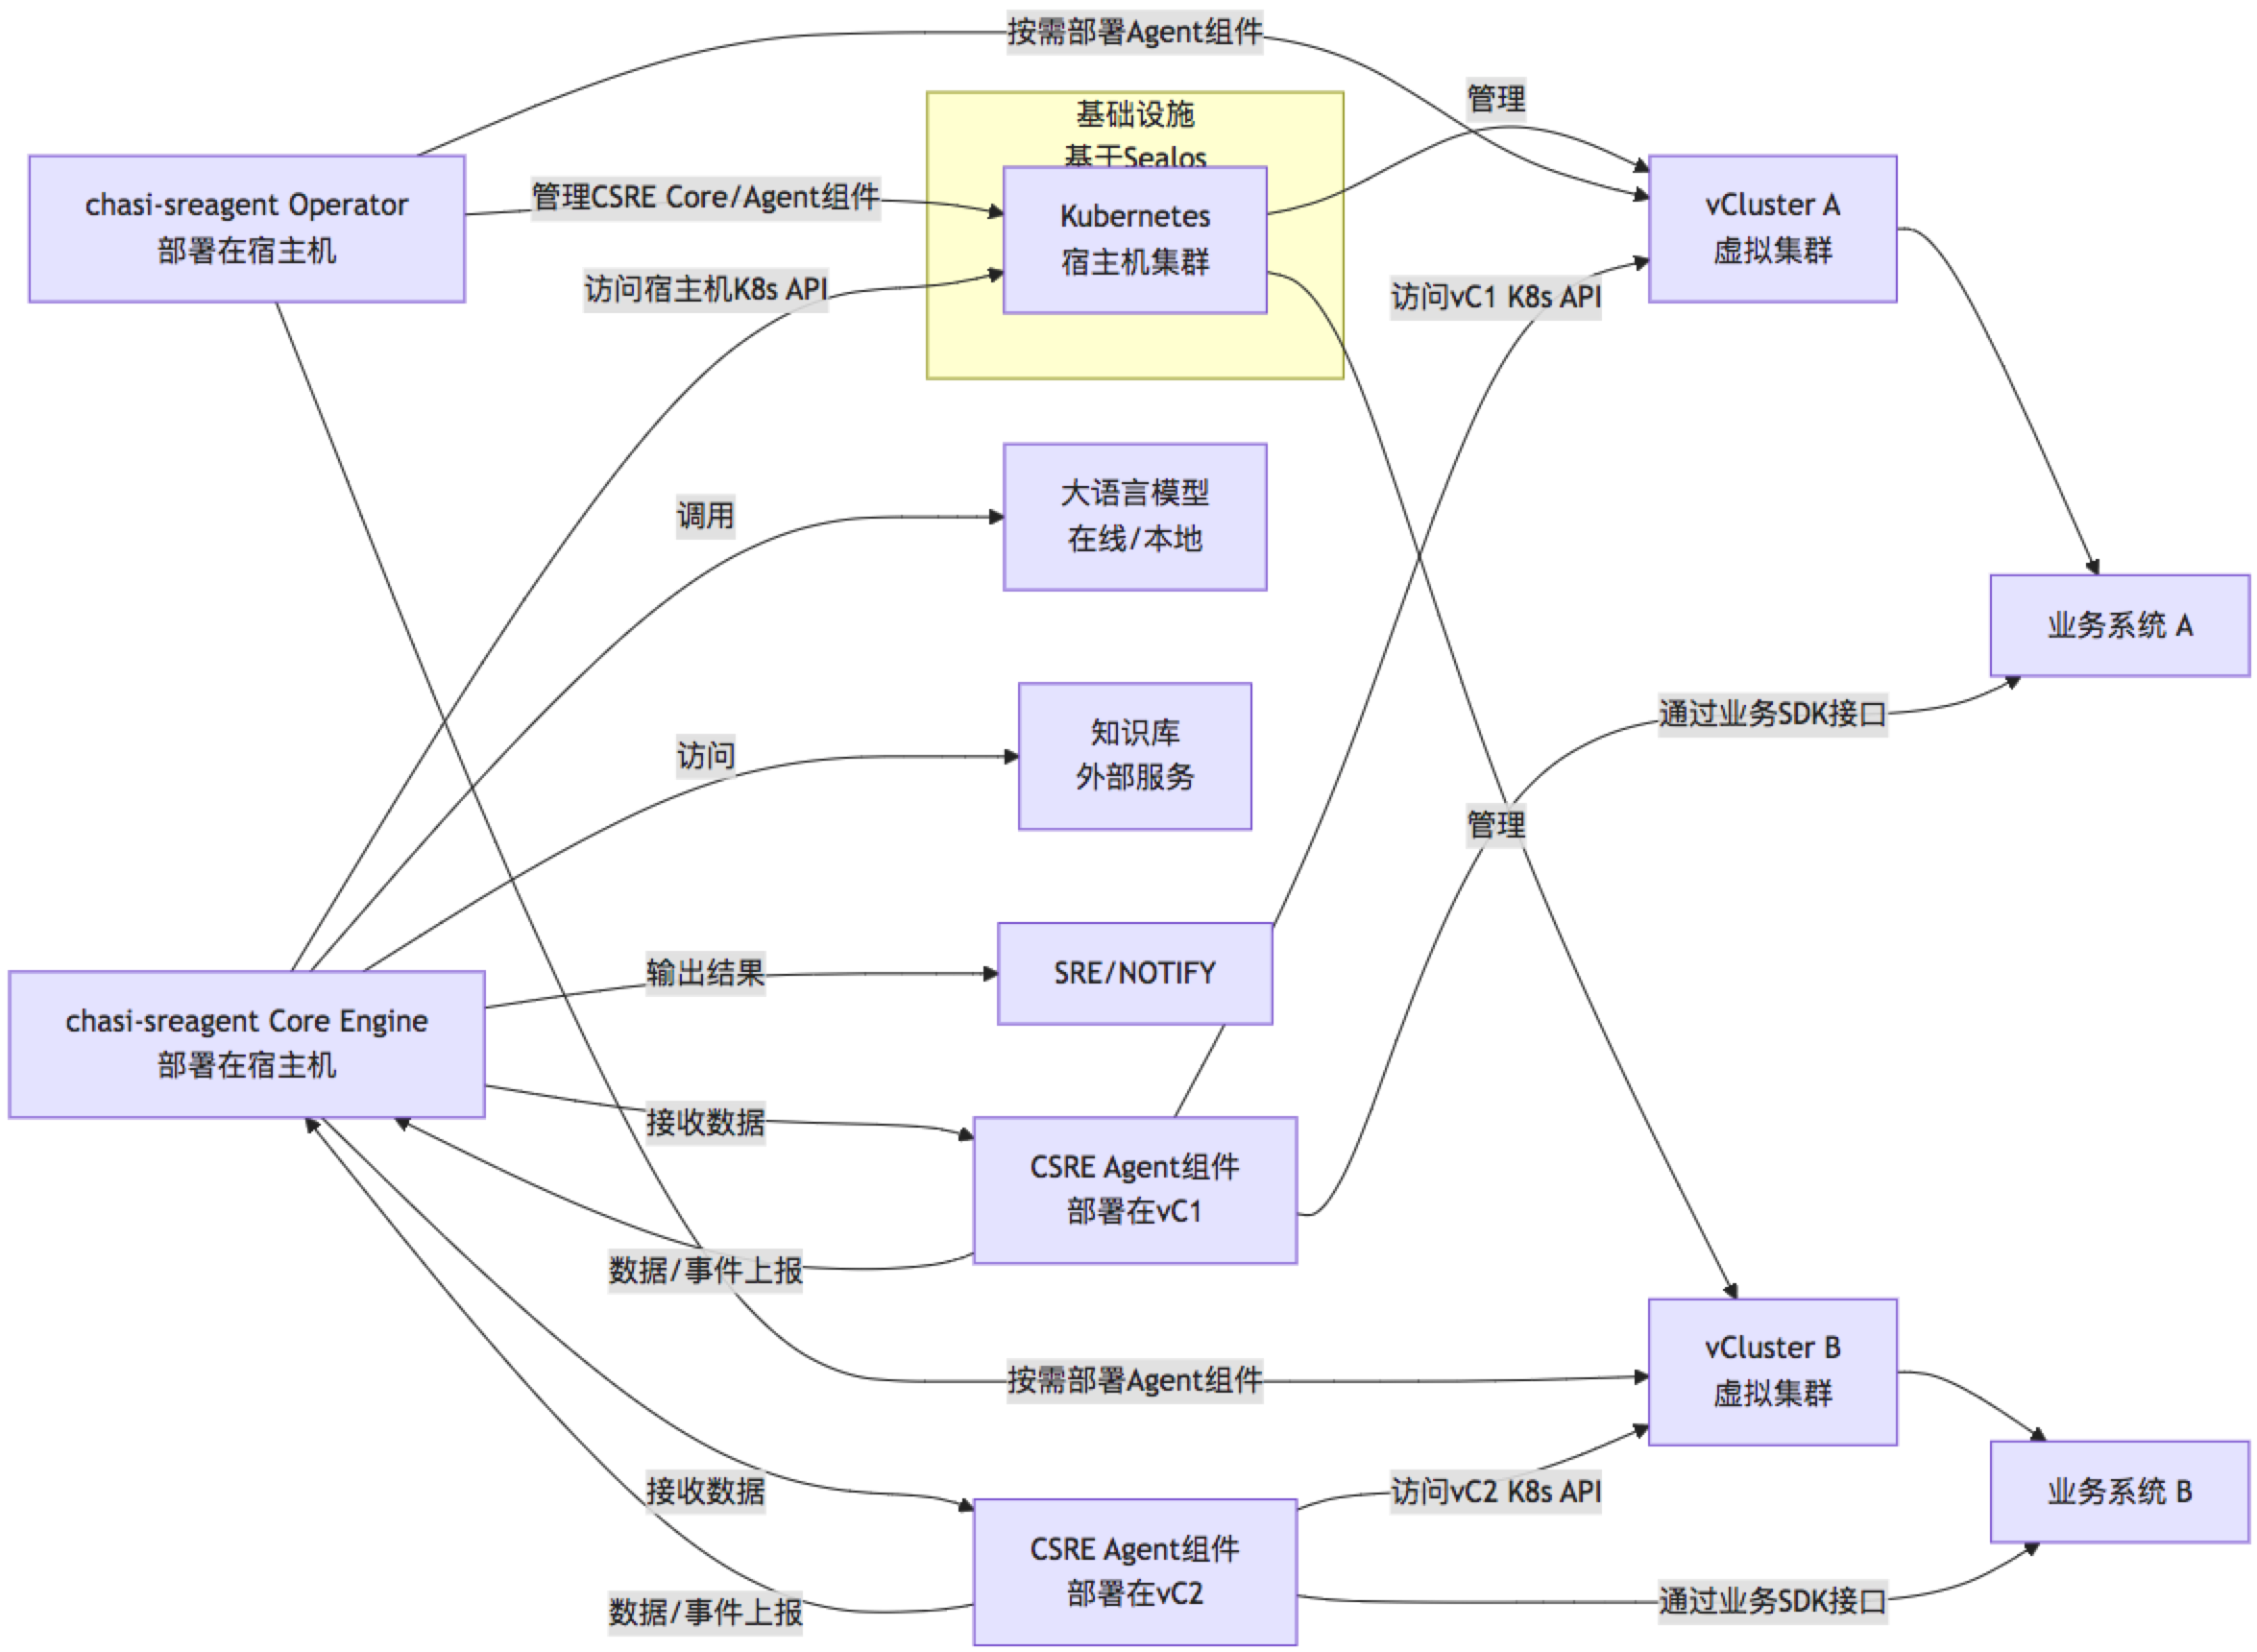 按需部署Agent组件
管理
基础设施
基于Sealos
chasi-sreagent Operator
部署在宿主机
管理CSRE Core/Agent组件
Kubernetes
宿主机集群
vCluster A
虚拟集群
访问宿主机K8s API
访问vC1 K8s API
调用
大语言模型
在线/本地
业务系统 A
访问
知识库
外部服务
通过业务SDK接口
管理
输出结果
SRE/NOTIFY
chasi-sreagent Core Engine
部署在宿主机
接收数据
CSRE Agent组件
部署在vC1
数据/事件上报
按需部署Agent组件
vCluster B
虚拟集群
接收数据
访问vC2 K8s API
业务系统 B
CSRE Agent组件
部署在vC2
数据/事件上报
通过业务SDK接口